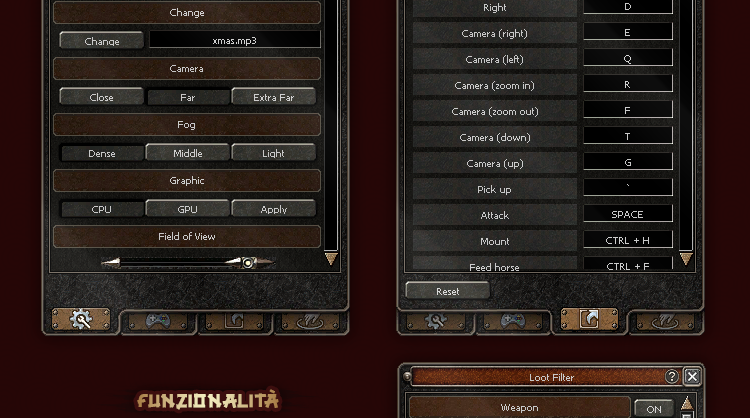 Change
Change xmas.mp3
Camera
Close Far Extra Far
Fog
Dense Middle Light
Graphic
CPU GPU Apply
Field of View
Right D
Camera (right) E
Camera (left) Q
Camera (zoom in) R
Camera (zoom out) F
Camera (down) T
Camera (up) G
Pick up `
Attack SPACE
Mount CTRL + H
Feed horse CTRL + F
Reset
FUNZIONALITÀ
Loot Filter ? X
Weapon ON